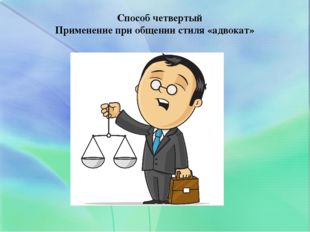 Способ четвертый
Применение при общении стиля «адвокат»